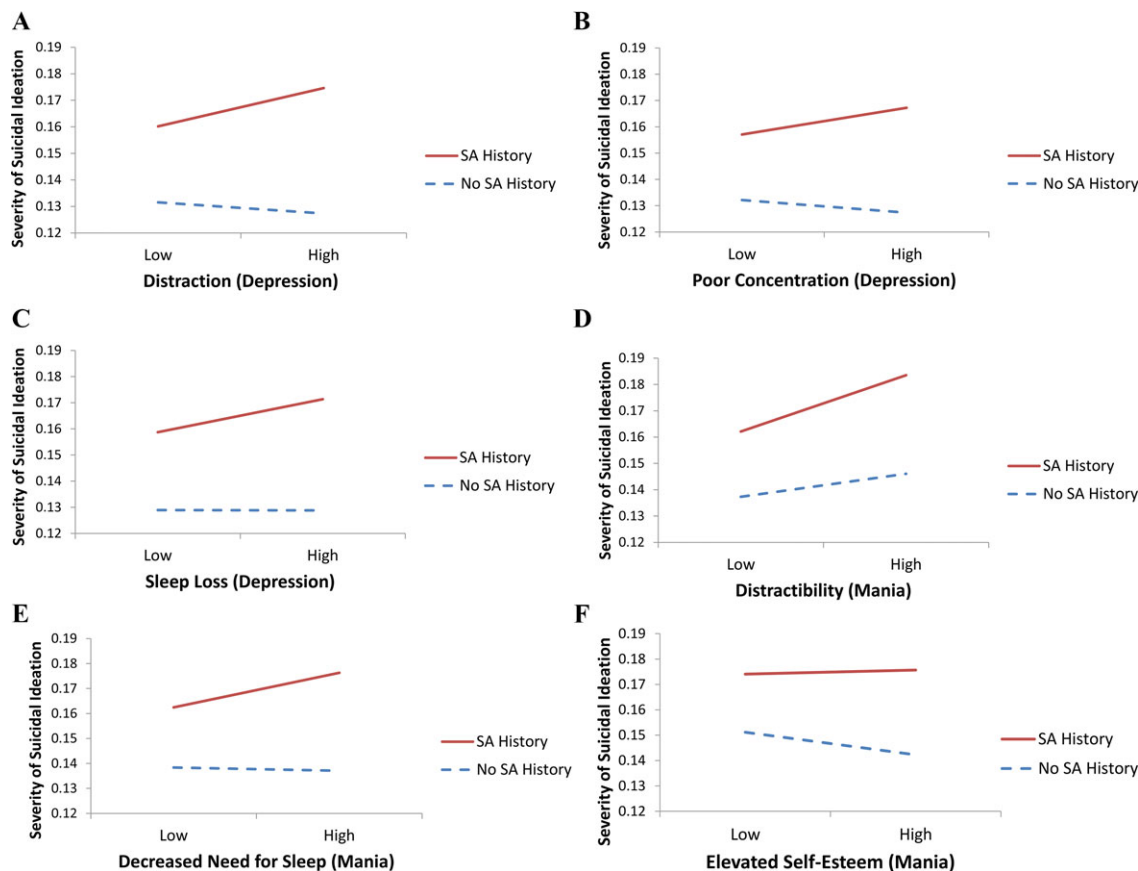 A
Severity of Suicidal Ideation
0.19
0.18
0.17
0.16
0.15
0.14
0.13
0.12
Low
High
Distraction (Depression)
SA History
No SA History
B
Severity of Suicidal Ideation
0.19
0.18
0.17
0.16
0.15
0.14
0.13
0.12
Low
High
Poor Concentration (Depression)
SA History
No SA History
C
Severity of Suicidal Ideation
0.19
0.18
0.17
0.16
0.15
0.14
0.13
0.12
Low
High
Sleep Loss (Depression)
SA History
No SA History
D
Severity of Suicidal Ideation
0.19
0.18
0.17
0.16
0.15
0.14
0.13
0.12
Low
High
Distractibility (Mania)
SA History
No SA History
E
Severity of Suicidal Ideation
0.19
0.18
0.17
0.16
0.15
0.14
0.13
0.12
Low
High
Decreased Need for Sleep (Mania)
SA History
No SA History
F
Severity of Suicidal Ideation
0.19
0.18
0.17
0.16
0.15
0.14
0.13
0.12
Low
High
Elevated Self-Esteem (Mania)
SA History
No SA History